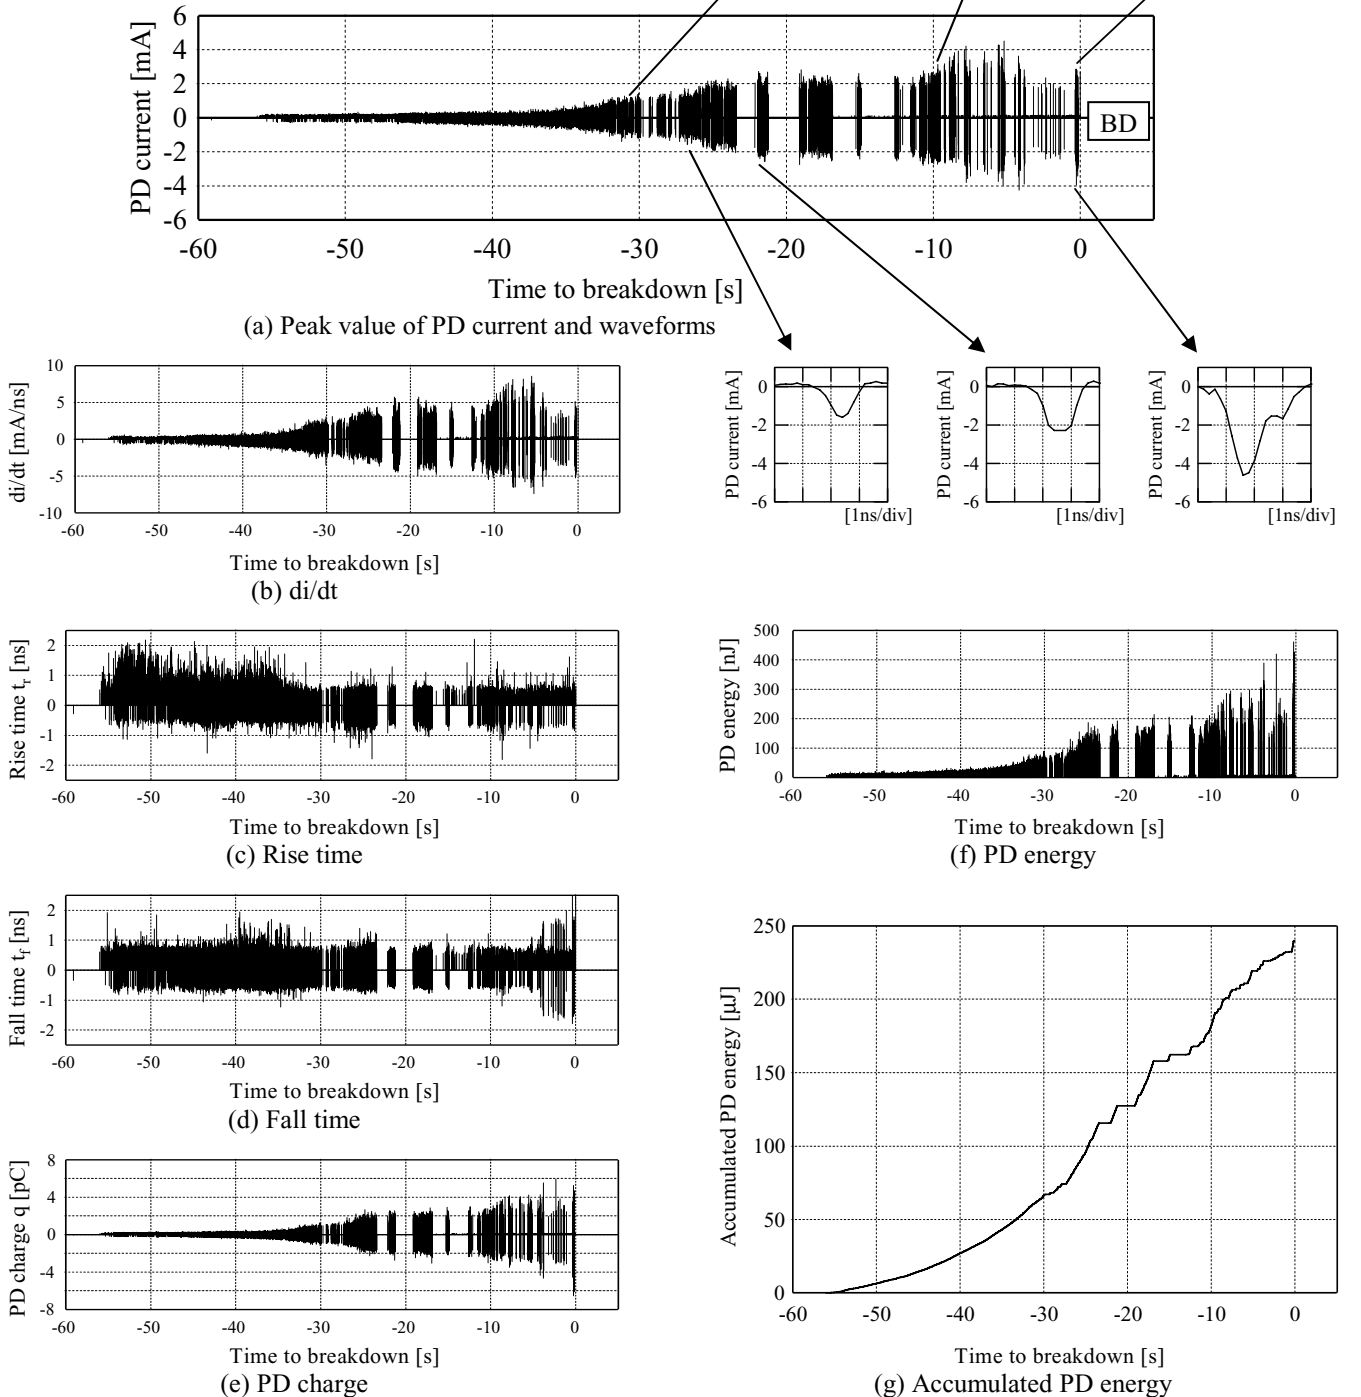 PD current [mA]
6
4
2
0
-2
-4
-6
BD
-60 -50 -40 -30 -20 -10 0
Time to breakdown [s]
(a) Peak value of PD current and waveforms
di/dt [mA/ns]
10
5
0
-5
-10
-60 -50 -40 -30 -20 -10 0
Time to breakdown [s]
(b) di/dt
PD current [mA]
0
-2
-4
-6
[1ns/div]
PD current [mA]
0
-2
-4
-6
[1ns/div]
PD current [mA]
0
-2
-4
-6
[1ns/div]
Rise time tr [ns]
2
1
0
-1
-2
-60 -50 -40 -30 -20 -10 0
Time to breakdown [s]
(c) Rise time
PD energy [nJ]
500
400
300
200
100
0
-60 -50 -40 -30 -20 -10 0
Time to breakdown [s]
(f) PD energy
Fall time tf [ns]
2
1
0
-1
-2
-60 -50 -40 -30 -20 -10 0
Time to breakdown [s]
(d) Fall time
PD charge q [pC]
8
4
0
-4
-8
-60 -50 -40 -30 -20 -10 0
Time to breakdown [s]
(e) PD charge
Accumulated PD energy [μJ]
250
200
150
100
50
0
-60 -50 -40 -30 -20 -10 0
Time to breakdown [s]
(g) Accumulated PD energy